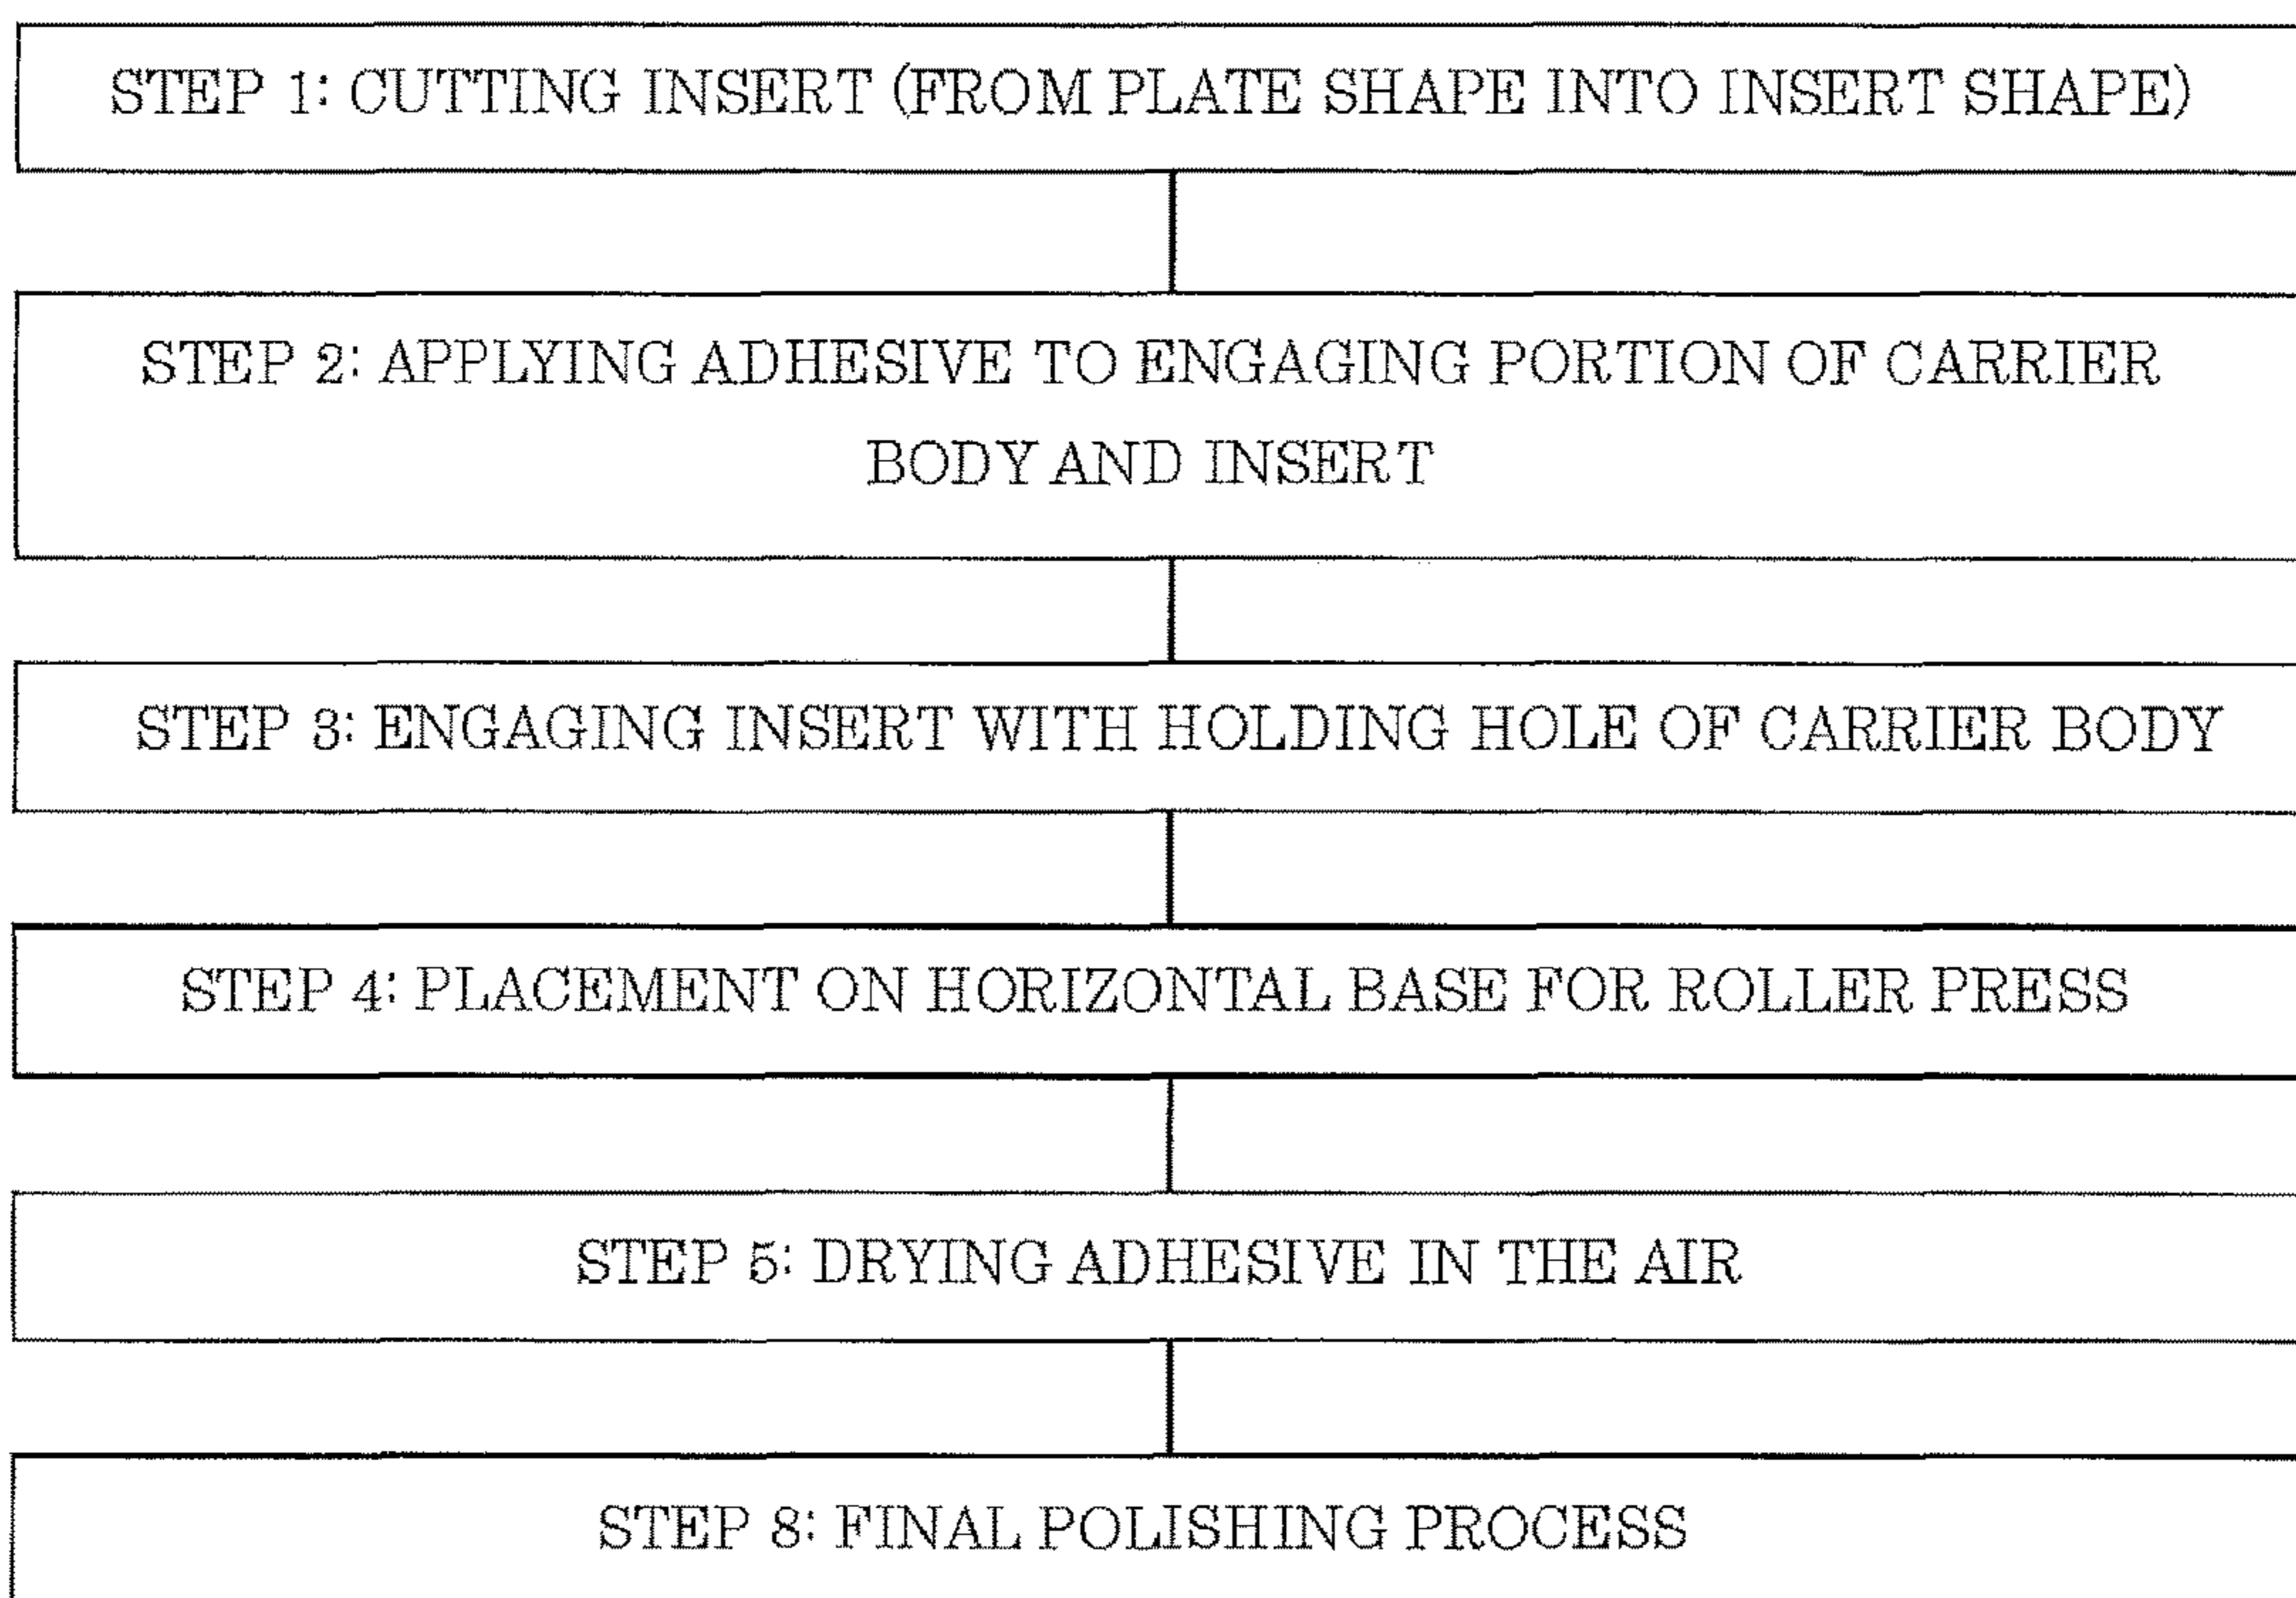 STEP 1: CUTTING INSERT (FROM PLATE SHAPE INTO INSERT SHAPE)
STEP 2: APPLYING ADHESIVE TO ENGAGING PORTION OF CARRIER
BODY AND INSERT
STEP 3: ENGAGING INSERT WITH HOLDING HOLE OF CARRIER BODY
STEP 4: PLACEMENT ON HORIZONTAL BASE FOR ROLLER PRESS
STEP 5: DRYING ADHESIVE IN THE AIR
STEP 8: FINAL POLISHING PROCESS